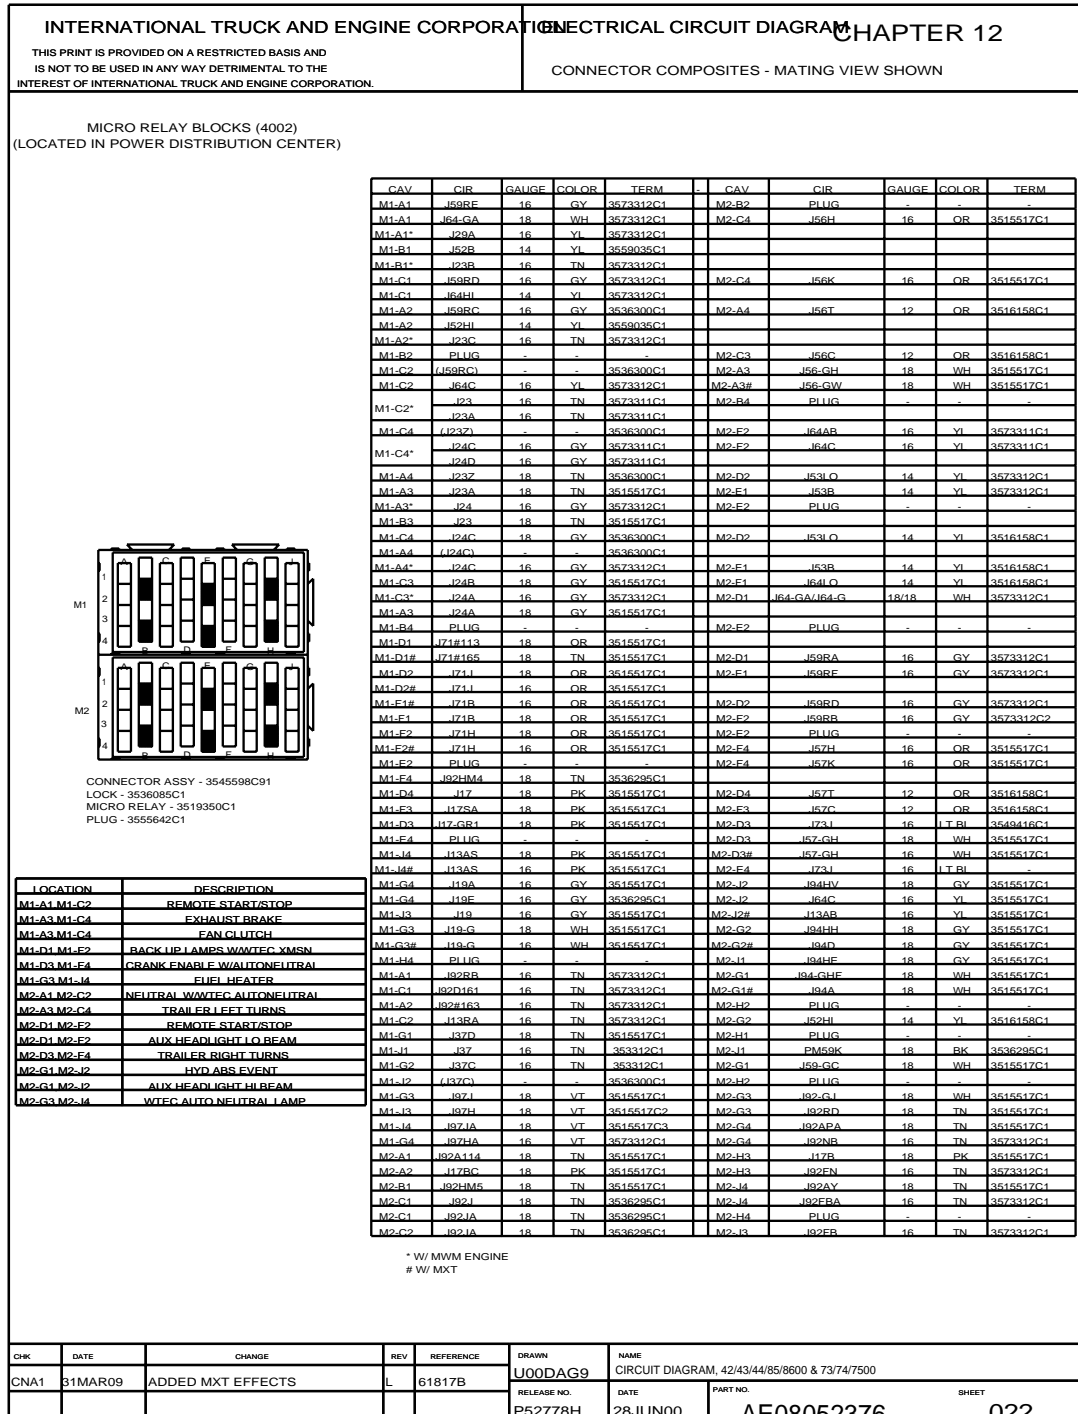 INTERNATIONAL TRUCK AND ENGINE CORPORATION
THIS PRINT IS PROVIDED ON A RESTRICTED BASIS AND
IS NOT TO BE USED IN ANY WAY DETRIMENTAL TO THE
INTEREST OF INTERNATIONAL TRUCK AND ENGINE CORPORATION.
ELECTRICAL CIRCUIT DIAGRAM
CHAPTER 12
CONNECTOR COMPOSITES - MATING VIEW SHOWN
MICRO RELAY BLOCKS (4002)
(LOCATED IN POWER DISTRIBUTION CENTER)
CAV CIR GAUGE COLOR TERM - CAV CIR GAUGE COLOR TERM
M1-A1 J59RE 16 GY 3573312C1 M2-B2 PLUG - - -
M1-A1 J64-GA 18 WH 3573312C1 M2-C4 J56H 16 OR 3515517C1
M1-A1* J29A 16 YL 3573312C1
M1-B1 J52B 14 YL 3559035C1
M1-B1* J23B 16 TN 3573312C1
M1-C1 J59RD 16 GY 3573312C1 M2-C4 J56K 16 OR 3515517C1
M1-C1 J64HI 14 YL 3573312C1
M1-A2 J59RC 16 GY 3536300C1 M2-A4 J56T 12 OR 3516158C1
M1-A2 J52HI 14 YL 3559035C1
M1-A2* J23C 16 TN 3573312C1
M1-B2 PLUG - - - M2-C3 J56C 12 OR 3516158C1
M1-C2 (J59RC) - - 3536300C1 M2-A3 J56-GH 18 WH 3515517C1
M1-C2 J64C 16 YL 3573312C1 M2-A3# J56-GW 18 WH 3515517C1
M1-C2* J23 16 TN 3573311C1 M2-B4 PLUG - - -
J23A 16 TN 3573311C1
M1-C4 (J23Z) - - 3536300C1 M2-F2 J64AB 16 YL 3573311C1
M1-C4* J24C 16 GY 3573311C1 M2-F2 J64C 16 YL 3573311C1
J24D 16 GY 3573311C1
M1-A4 J23Z 18 TN 3536300C1 M2-D2 J53LO 14 YL 3573312C1
M1-A3 J23A 18 TN 3515517C1 M2-E1 J53B 14 YL 3573312C1
M1-A3* J24 16 GY 3573312C1 M2-E2 PLUG - - -
M1-B3 J23 18 TN 3515517C1
M1-C4 J24C 18 GY 3536300C1 M2-D2 J53LO 14 YL 3516158C1
M1-A4 (J24C) - - 3536300C1
M1-A4* J24C 16 GY 3573312C1 M2-E1 J53B 14 YL 3516158C1
M1-C3 J24B 18 GY 3515517C1 M2-F1 J64LO 14 YL 3516158C1
M1-C3* J24A 16 GY 3573312C1 M2-D1 J64-GA/J64-G 18/18 WH 3573312C1
M1-A3 J24A 18 GY 3515517C1
M1-B4 PLUG - - - M2-E2 PLUG - - -
M1-D1 J71#113 18 OR 3515517C1
M1-D1# J71#165 18 TN 3515517C1 M2-D1 J59RA 16 GY 3573312C1
M1-D2 J71J 18 OR 3515517C1 M2-F1 J59RF 16 GY 3573312C1
M1-D2# J71J 16 OR 3515517C1
M1-F1# J71B 16 OR 3515517C1 M2-D2 J59RD 16 GY 3573312C1
M1-F1 J71B 18 OR 3515517C1 M2-F2 J59RB 16 GY 3573312C2
M1-F2 J71H 18 OR 3515517C1 M2-E2 PLUG - - -
M1-F2# J71H 16 OR 3515517C1 M2-F4 J57H 16 OR 3515517C1
M1-E2 PLUG - - - M2-F4 J57K 16 OR 3515517C1
M1-F4 J92HM4 18 TN 3536295C1
M1-D4 J17 18 PK 3515517C1 M2-D4 J57T 12 OR 3516158C1
M1-F3 J17SA 18 PK 3515517C1 M2-F3 J57C 12 OR 3516158C1
M1-D3 J17-GR1 18 PK 3515517C1 M2-D3 J73J 16 LT BL 3549416C1
M1-E4 PLUG - - - M2-D3 J57-GH 18 WH 3515517C1
M1-J4 J13AS 18 PK 3515517C1 M2-D3# J57-GH 16 WH 3515517C1
M1-J4# J13AS 16 PK 3515517C1 M2-E4 J73J 16 LT BL -
M1-G4 J19A 16 GY 3515517C1 M2-J2 J94HV 18 GY 3515517C1
M1-G4 J19E 16 GY 3536295C1 M2-J2 J64C 16 YL 3515517C1
M1-J3 J19 16 GY 3515517C1 M2-J2# J13AB 16 YL 3515517C1
M1-G3 J19-G 18 WH 3515517C1 M2-G2 J94HH 18 GY 3515517C1
M1-G3# J19-G 16 WH 3515517C1 M2-G2# J94D 18 GY 3515517C1
M1-H4 PLUG - - - M2-J1 J94HF 18 GY 3515517C1
M1-A1 J92RB 16 TN 3573312C1 M2-G1 J94-GHF 18 WH 3515517C1
M1-C1 J92D161 16 TN 3573312C1 M2-G1# J94A 18 WH 3515517C1
M1-A2 J92#163 16 TN 3573312C1 M2-H2 PLUG - - -
M1-C2 J13RA 16 TN 3573312C1 M2-G2 J52HI 14 YL 3516158C1
M1-G1 J37D 18 TN 3515517C1 M2-H1 PLUG - - -
M1-J1 J37 16 TN 353312C1 M2-J1 PM59K 18 BK 3536295C1
M1-G2 J37C 16 TN 353312C1 M2-G1 J59-GC 18 WH 3515517C1
M1-J2 (J37C) - - 3536300C1 M2-H2 PLUG - - -
M1-G3 J97J 18 VT 3515517C1 M2-G3 J92-GJ 18 WH 3515517C1
M1-J3 J97H 18 VT 3515517C2 M2-G3 J92RD 18 TN 3515517C1
M1-J4 J97JA 18 VT 3515517C3 M2-G4 J92APA 18 TN 3515517C1
M1-G4 J97HA 16 VT 3573312C1 M2-G4 J92NB 16 TN 3573312C1
M2-A1 J92A114 18 TN 3515517C1 M2-H3 J17B 18 PK 3515517C1
M2-A2 J17BC 18 PK 3515517C1 M2-H3 J92FN 16 TN 3573312C1
M2-B1 J92HM5 18 TN 3515517C1 M2-J4 J92AY 18 TN 3515517C1
M2-C1 J92J 18 TN 3536295C1 M2-J4 J92FBA 16 TN 3573312C1
M2-C1 J92JA 18 TN 3536295C1 M2-H4 PLUG - - -
M2-C2 J92JA 18 TN 3536295C1 M2-J3 J92FB 16 TN 3573312C1
* W/ MWM ENGINE
# W/ MXT
A C E G J
1
M1 2
3
4
B D F H
A C E G J
1
M2 2
3
4
B D F H
CONNECTOR ASSY - 3545598C91
LOCK - 3536085C1
MICRO RELAY - 3519350C1
PLUG - 3555642C1
LOCATION DESCRIPTION
M1-A1,M1-C2 REMOTE START/STOP
M1-A3,M1-C4 EXHAUST BRAKE
M1-A3,M1-C4 FAN CLUTCH
M1-D1,M1-F2 BACK UP LAMPS W/WTEC XMSN
M1-D3,M1-F4 CRANK ENABLE W/AUTONEUTRAL
M1-G3,M1-J4 FUEL HEATER
M2-A1,M2-C2 NEUTRAL W/WTEC AUTONEUTRAL
M2-A3,M2-C4 TRAILER LEFT TURNS
M2-D1,M2-F2 REMOTE START/STOP
M2-D1,M2-F2 AUX HEADLIGHT LO BEAM
M2-D3,M2-F4 TRAILER RIGHT TURNS
M2-G1,M2-J2 HYD ABS EVENT
M2-G1,M2-J2 AUX HEADLIGHT HI BEAM
M2-G3,M2-J4 WTEC AUTO NEUTRAL LAMP
CHK DATE CHANGE REV REFERENCE DRAWN NAME
CNA1 31MAR09 ADDED MXT EFFECTS L 61817B U00DAG9 CIRCUIT DIAGRAM, 42/43/44/85/8600 & 73/74/7500
RELEASE NO. DATE PART NO. SHEET
P52778H 28JUN00 AE08052376 022